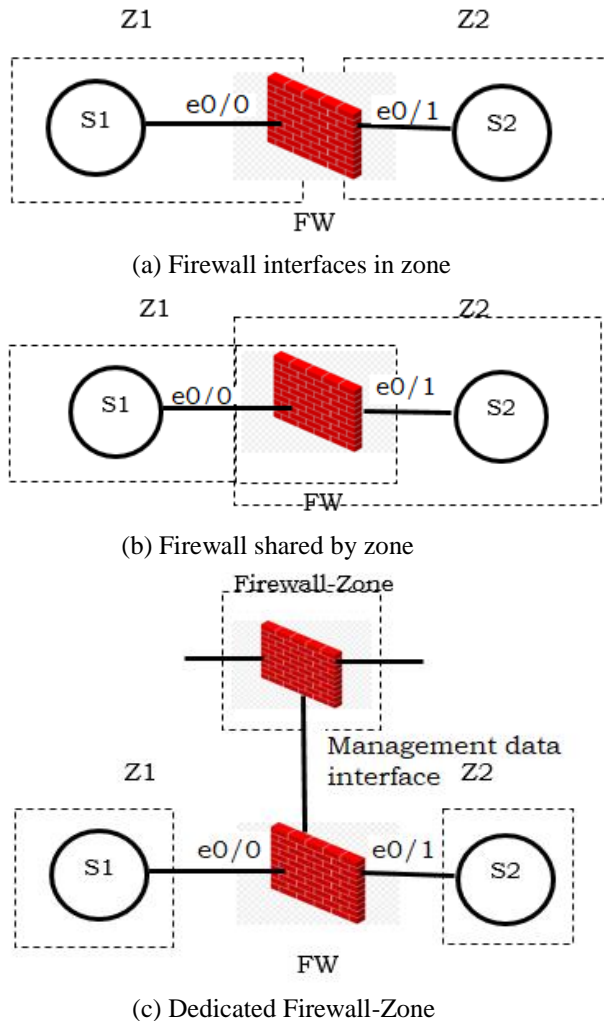 Z1 Z2
S1 e0/0 e0/1 S2
FW
(a) Firewall interfaces in zone
Z1 Z2
S1 e0/0 e0/1 S2
FW
(b) Firewall shared by zone
Firewall-Zone
Management data
interface
Z1 Z2
S1 e0/0 e0/1 S2
FW
(c) Dedicated Firewall-Zone